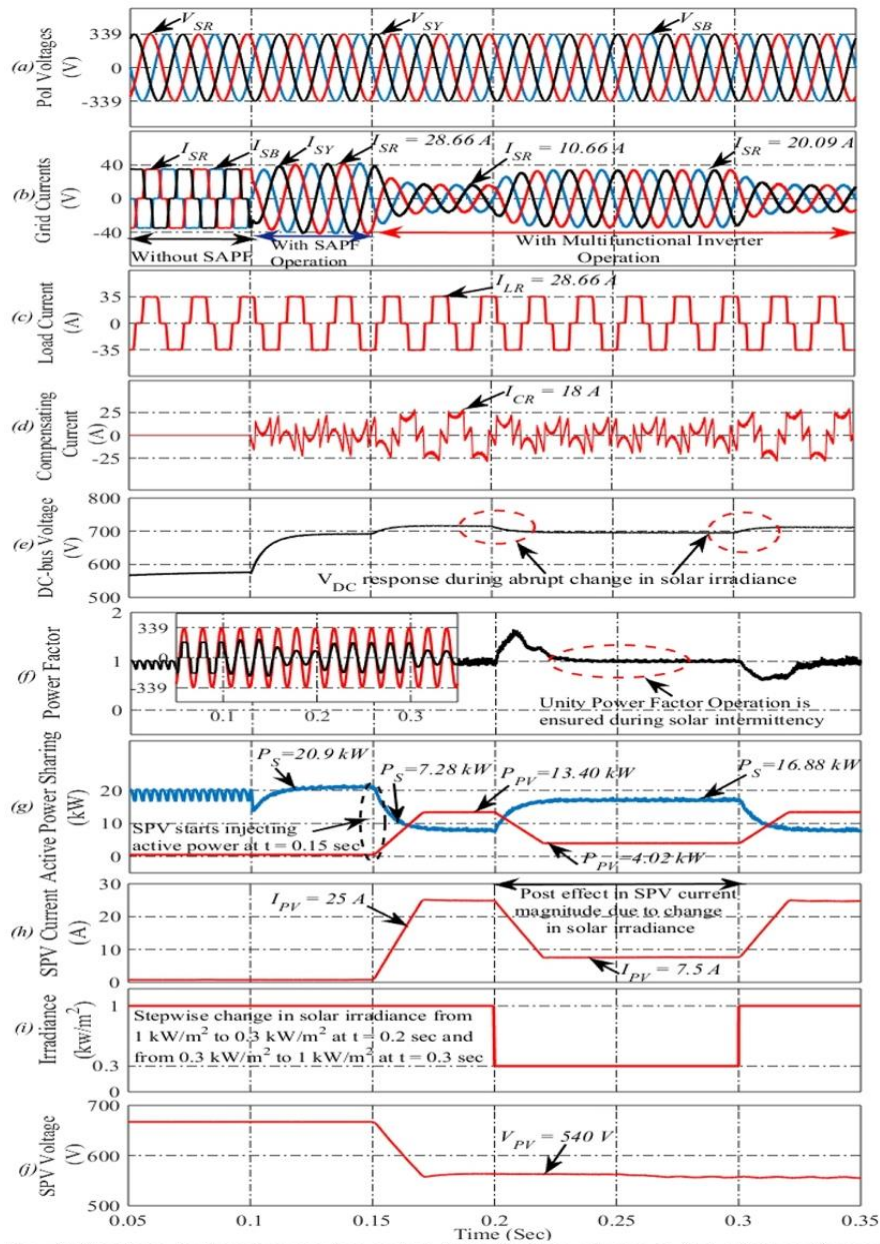 V_SR V_SY V_SB
(a) PoI Voltages (V)
339
0
-339
I_SR I_SB I_SY I_SR = 28.66 A I_SR = 10.66 A I_SR = 20.09 A
(b) Grid Currents (V)
40
0
-40
Without SAPF
With SAPF Operation
With Multifunctional Inverter Operation
(c) Load Current (A)
35
0
-35
I_LR = 28.66 A
(d) Compensating Current (A)
25
0
-25
I_CR = 18 A
(e) DC-bus Voltage (V)
800
700
600
500
V_DC response during abrupt change in solar irradiance
(f) Power Factor
2
1
0
339
0
-339
0.1 0.2 0.3
Unity Power Factor Operation is
ensured during solar intermittency
(g) Active Power Sharing (kW)
20
10
0
P_S=20.9 kW P_S=7.28 kW P_PV=13.40 kW P_S=16.88 kW
SPV starts injecting
active power at t = 0.15 sec
P_PV=4.02 kW
(h) SPV Current (A)
30
20
10
0
I_PV = 25 A
Post effect in SPV current
magnitude due to change
in solar irradiance
I_PV = 7.5 A
(i) Irradiance (kw/m²)
1
0.3
0
Stepwise change in solar irradiance from
1 kW/m² to 0.3 kW/m² at t = 0.2 sec and
from 0.3 kW/m² to 1 kW/m² at t = 0.3 sec
(j) SPV Voltage (V)
700
600
500
V_PV = 540 V
0.05 0.1 0.15 0.2 0.25 0.3 0.35
Time (Sec)